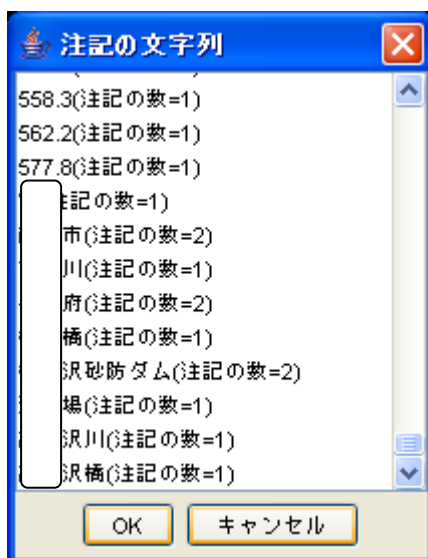 注記の文字列
558.3(注記の数=1)
562.2(注記の数=1)
577.8(注記の数=1)
注記の数=1)
市(注記の数=2)
川(注記の数=1)
府(注記の数=2)
橋(注記の数=1)
沢砂防ダム(注記の数=2)
場(注記の数=1)
沢川(注記の数=1)
沢橋(注記の数=1)
OK キャンセル